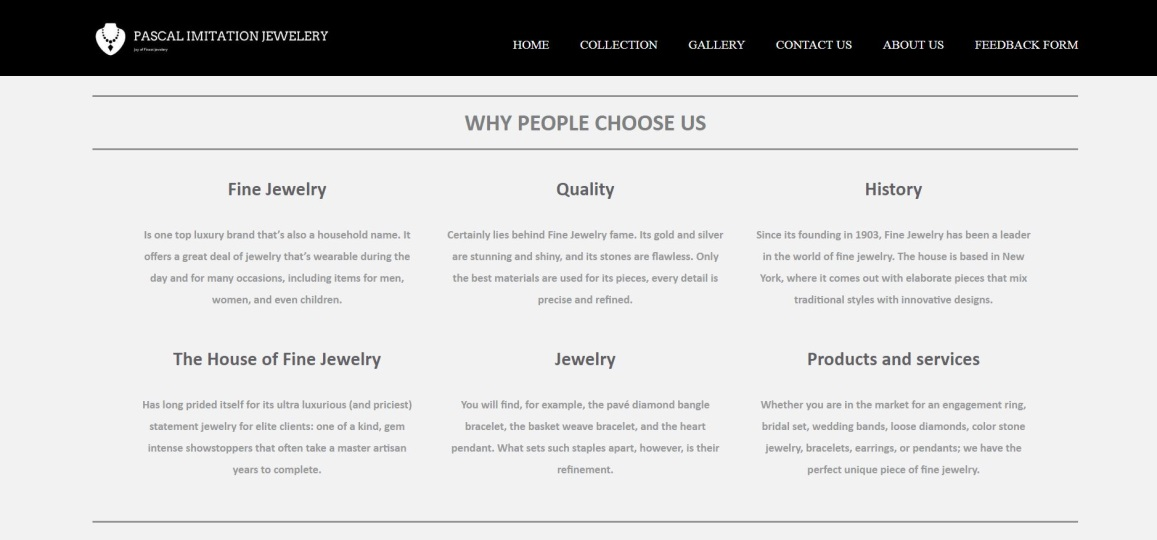 PASCAL IMITATION JEWELERY
Joy of Pascal Jewelery
HOME
COLLECTION
GALLERY
CONTACT US
ABOUT US
FEEDBACK FORM
WHY PEOPLE CHOOSE US
Fine Jewelry
Is one top luxury brand that's also a household name. It
offers a great deal of jewelry that's wearable during the
day and for many occasions, including items for men,
women, and even children.
Quality
Certainly lies behind Fine Jewelry fame. Its gold and silver
are stunning and shiny, and its stones are flawless. Only
the best materials are used for its pieces, every detail is
precise and refined.
History
Since its founding in 1903, Fine Jewelry has been a leader
in the world of fine jewelry. The house is based in New
York, where it comes out with elaborate pieces that mix
traditional styles with innovative designs.
The House of Fine Jewelry
Has long prided itself for its ultra luxurious (and priciest)
statement jewelry for elite clients: one of a kind, gem
intense showstoppers that often take a master artisan
years to complete.
Jewelry
You will find, for example, the pavé diamond bangle
bracelet, the basket weave bracelet, and the heart
pendant. What sets such staples apart, however, is their
refinement.
Products and services
Whether you are in the market for an engagement ring,
bridal set, wedding bands, loose diamonds, color stone
jewelry, bracelets, earrings, or pendants; we have the
perfect unique piece of fine jewelry.